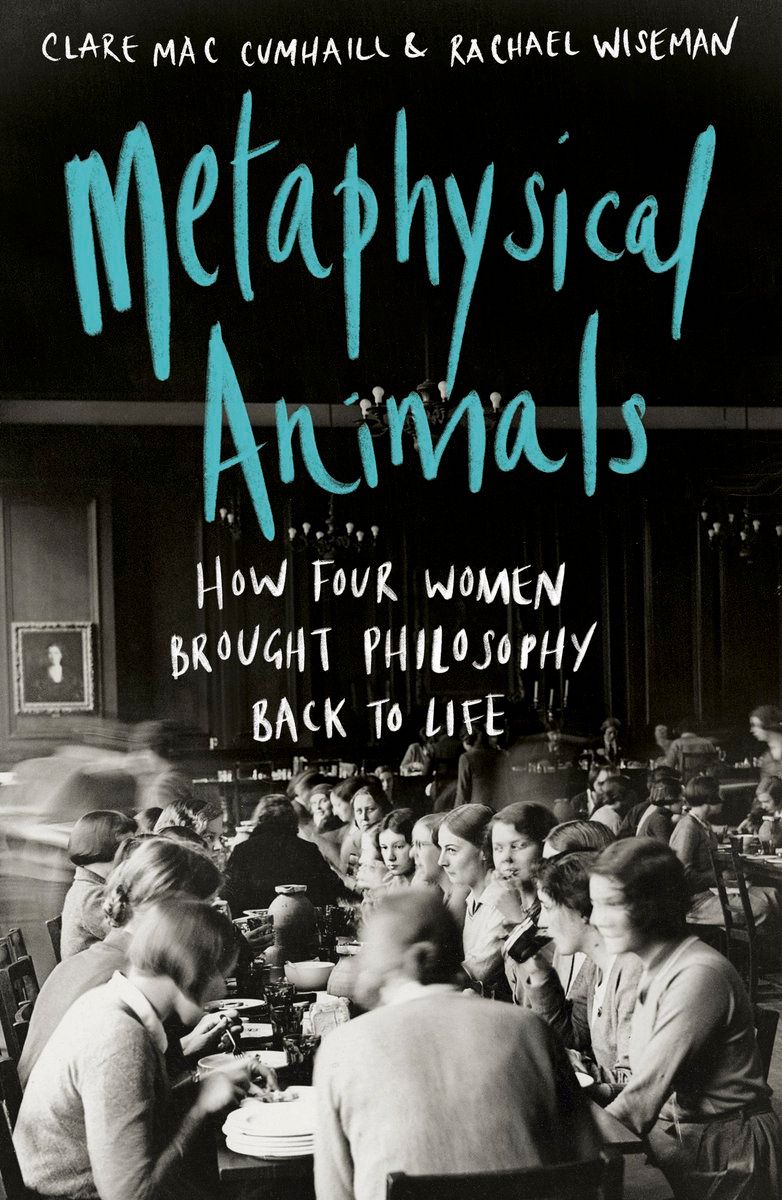 CLARE MAC CUMHAILL & RACHAEL WISEMAN
Metaphysical
Animals
HOW FOUR WOMEN
BROUGHT PHILOSOPHY
BACK TO LIFE